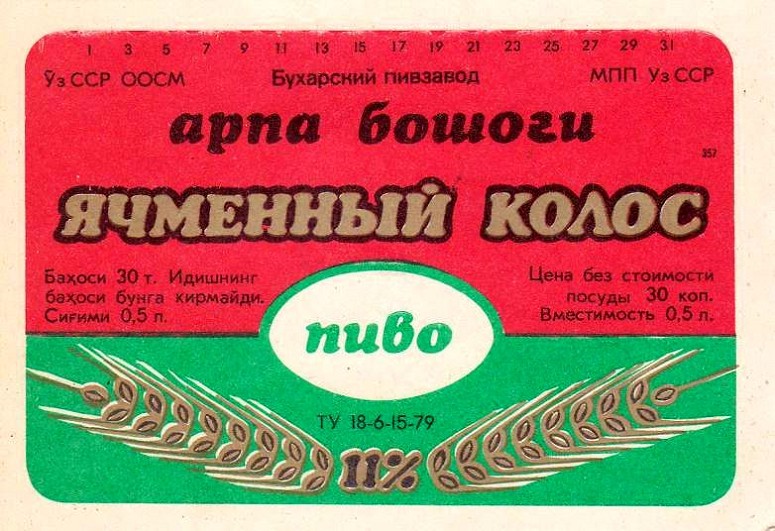 1 3 5 7 9 11 13 15 17 19 21 23 25 27 29 31
Ўз ССР ООСМ Бухарский пивзавод МПП Уз ССР
арпа бошоги
357
ЯЧМЕННЫЙ КОЛОС
Баҳоси 30 т. Идишнинг
баҳоси бунга кирмайди.
Сиғими 0,5 л.
Цена без стоимости
посуды 30 коп.
Вместимость 0,5 л.
пиво
ТУ 18-6-15-79
11%